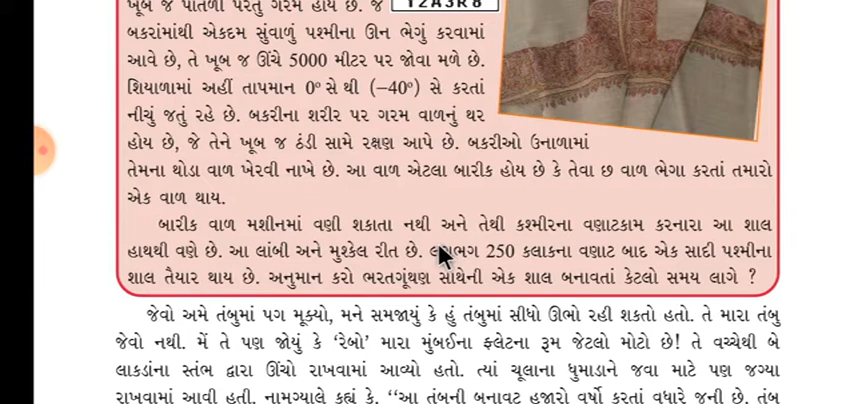 ખૂબ જ પાતળી પરંતુ ગરમ હોય છે. જે
Y2A3R8
બકરાંમાંથી એકદમ સુંવાળું પશ્મીના ઊન ભેગું કરવામાં
આવે છે, તે ખૂબ જ ઊંચે 5000 મીટર પર જોવા મળે છે.
શિયાળામાં અહીં તાપમાન 0° સે થી (−40°) સે કરતાં
નીચું જતું રહે છે. બકરીના શરીર પર ગરમ વાળનું થર
હોય છે, જે તેને ખૂબ જ ઠંડી સામે રક્ષણ આપે છે. બકરીઓ ઉનાળામાં
તેમના થોડા વાળ ખેરવી નાખે છે. આ વાળ એટલા બારીક હોય છે કે તેવા છ વાળ ભેગા કરતાં તમારો
એક વાળ થાય.
બારીક વાળ મશીનમાં વણી શકાતા નથી અને તેથી કશ્મીરના વણાટકામ કરનારા આ શાલ
હાથથી વણે છે. આ લાંબી અને મુશ્કેલ રીત છે. લગભગ 250 કલાકના વણાટ બાદ એક સાદી પશ્મીના
શાલ તૈયાર થાય છે. અનુમાન કરો ભરતગૂંથણ સાથેની એક શાલ બનાવતાં કેટલો સમય લાગે ?
જેવો અમે તંબુમાં પગ મૂક્યો, મને સમજાયું કે હું તંબુમાં સીધો ઊભો રહી શકતો હતો. તે મારા તંબુ
જેવો નથી. મેં તે પણ જોયું કે ‘રેબો’ મારા મુંબઈના ફ્લેટના રૂમ જેટલો મોટો છે! તે વચ્ચેથી બે
લાકડાંના સ્તંભ દ્વારા ઊંચો રાખવામાં આવ્યો હતો. ત્યાં ચૂલાના ધુમાડાને જવા માટે પણ જગ્યા
રાખવામાં આવી હતી. નામગ્યાલે કહ્યું કે, “આ તંબુની બનાવટ હજારો વર્ષો કરતાં વધારે જૂની છે. તંબુ